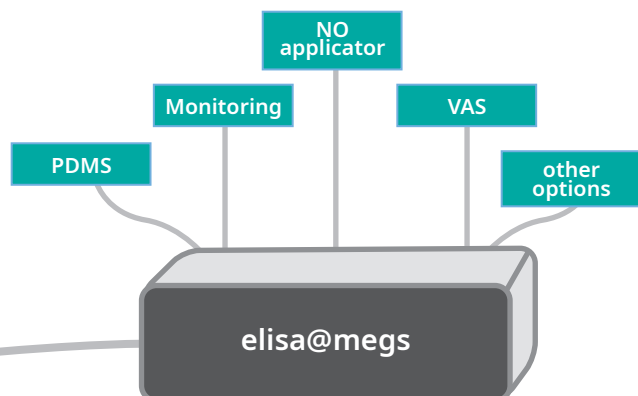 NO
applicator
Monitoring
VAS
PDMS
other
options
elisa@megs